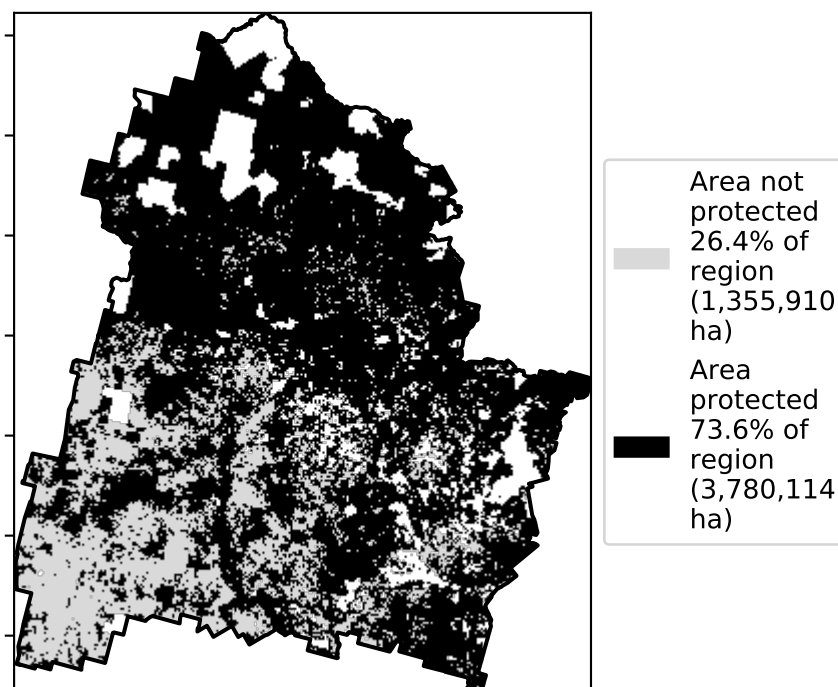 Area not
protected
26.4% of
region
(1,355,910
ha)
Area
protected
73.6% of
region
(3,780,114
ha)